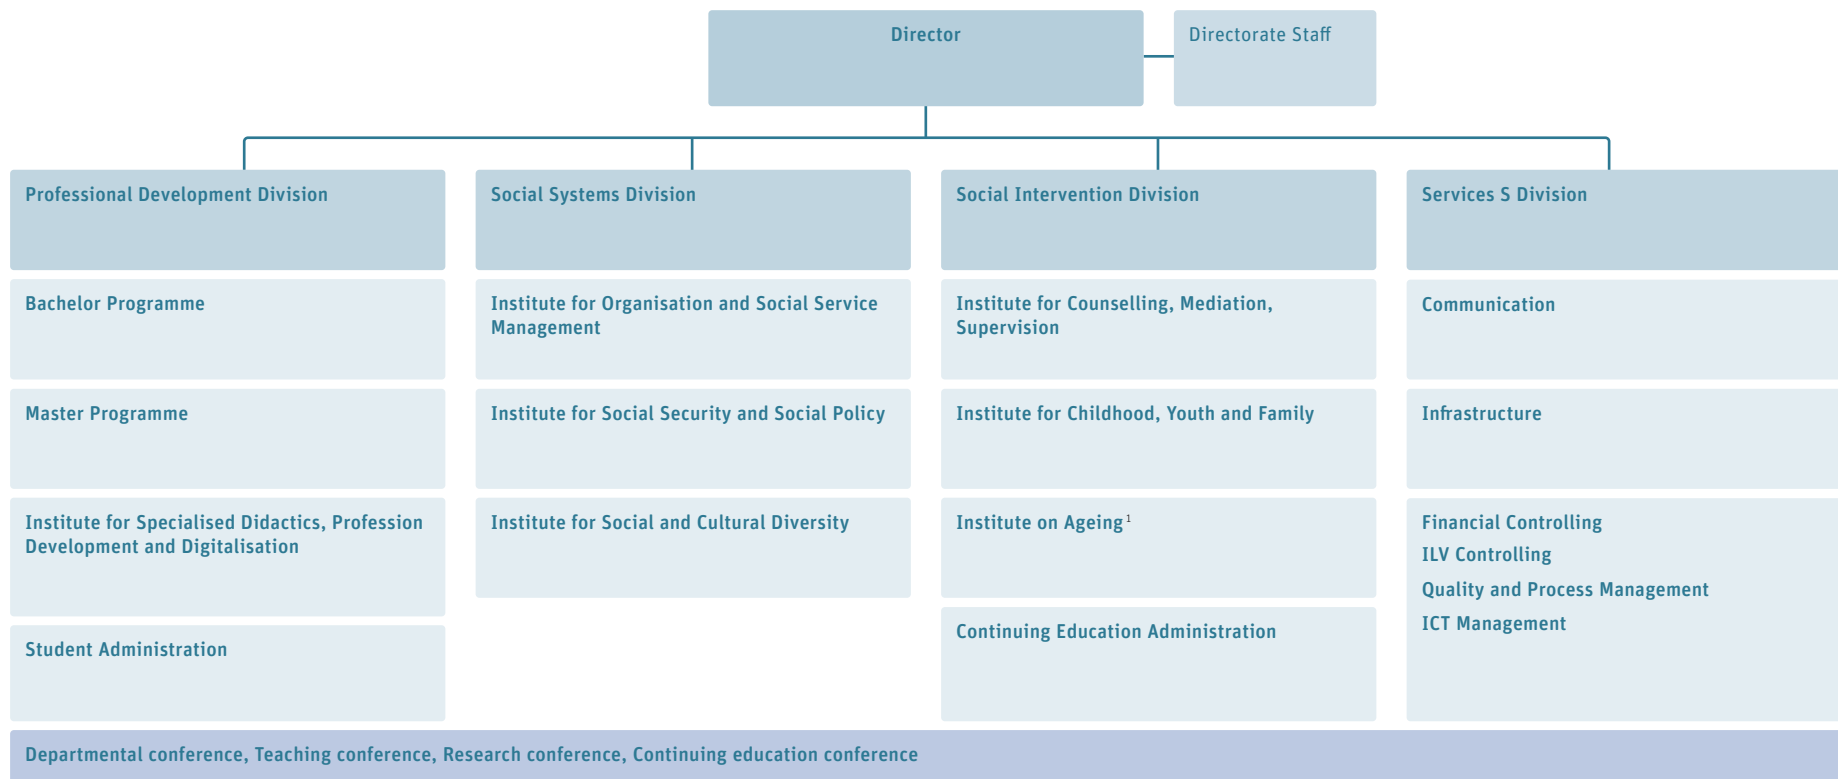 Director
Directorate Staff
Professional Development Division
Social Systems Division
Social Intervention Division
Services S Division
Bachelor Programme
Institute for Organisation and Social Service
Management
Institute for Counselling, Mediation,
Supervision
Communication
Master Programme
Institute for Social Security and Social Policy
Institute for Childhood, Youth and Family
Infrastructure
Institute for Specialised Didactics, Profession
Development and Digitalisation
Institute for Social and Cultural Diversity
Institute on Ageing¹
Financial Controlling
ILV Controlling
Quality and Process Management
ICT Management
Student Administration
Continuing Education Administration
Departmental conference, Teaching conference, Research conference, Continuing education conference